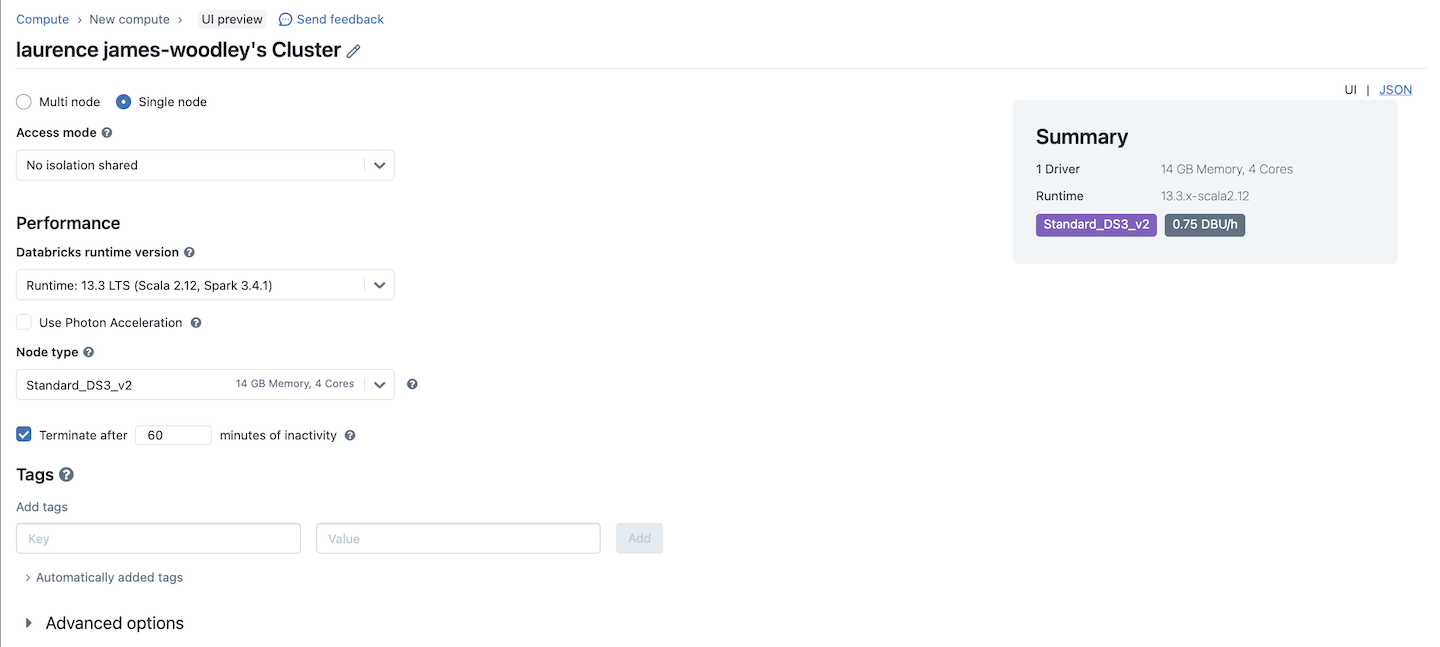 Compute › New compute › UI preview Send feedback
laurence james-woodley's Cluster
UI | JSON
Multi node Single node
Access mode
No isolation shared
Performance
Databricks runtime version
Runtime: 13.3 LTS (Scala 2.12, Spark 3.4.1)
Use Photon Acceleration
Node type
Standard_DS3_v2 14 GB Memory, 4 Cores
Terminate after 60 minutes of inactivity
Tags
Add tags
Key Value Add
Automatically added tags
Advanced options
Summary
1 Driver 14 GB Memory, 4 Cores
Runtime 13.3.x-scala2.12
Standard_DS3_v2 0.75 DBU/h